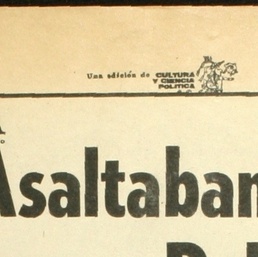 Una edición de CULTURA
Y CIENCIA
POLITICA
Asaltaban